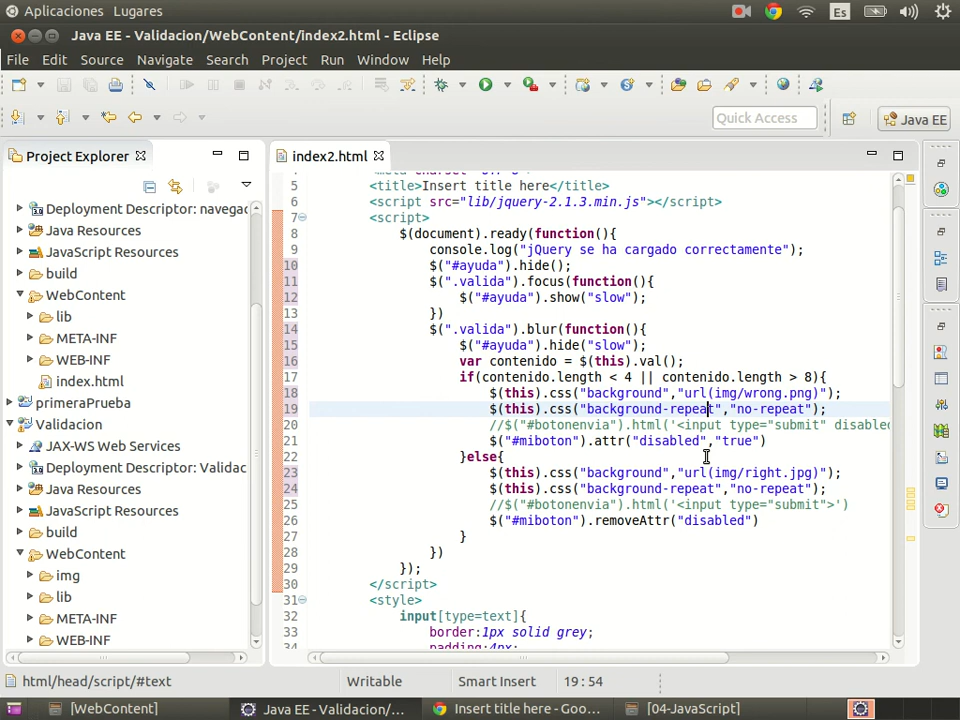 Aplicaciones Lugares
Es
Java EE - Validacion/WebContent/index2.html - Eclipse
File Edit Source Navigate Search Project Run Window Help
Quick Access
Java EE
Project Explorer
index2.html
Deployment Descriptor: navegac
Java Resources
JavaScript Resources
build
WebContent
lib
META-INF
WEB-INF
index.html
primeraPrueba
Validacion
JAX-WS Web Services
Deployment Descriptor: Validac
Java Resources
JavaScript Resources
build
WebContent
img
lib
META-INF
WEB-INF
5 <title>Insert title here</title>
6 <script src="lib/jquery-2.1.3.min.js"></script>
7 <script>
8 $(document).ready(function(){
9 console.log("jQuery se ha cargado correctamente");
10 $("#ayuda").hide();
11 $(".valida").focus(function(){
12 $("#ayuda").show("slow");
13 })
14 $(".valida").blur(function(){
15 $("#ayuda").hide("slow");
16 var contenido = $(this).val();
17 if(contenido.length < 4 || contenido.length > 8){
18 $(this).css("background","url(img/wrong.png)");
19 $(this).css("background-repeat","no-repeat");
20 //$("#botonenvia").html('<input type="submit" disabled
21 $("#miboton").attr("disabled","true")
22 }else{
23 $(this).css("background","url(img/right.jpg)");
24 $(this).css("background-repeat","no-repeat");
25 //$("#botonenvia").html('<input type="submit">')
26 $("#miboton").removeAttr("disabled")
27 }
28 })
29 });
30 </script>
31 <style>
32 input[type=text]{
33 border:1px solid grey;
34 padding:4px;
html/head/script/#text
Writable
Smart Insert
19 : 54
[WebContent]
Java EE - Validacion/...
Insert title here - Goo...
[04-JavaScript]